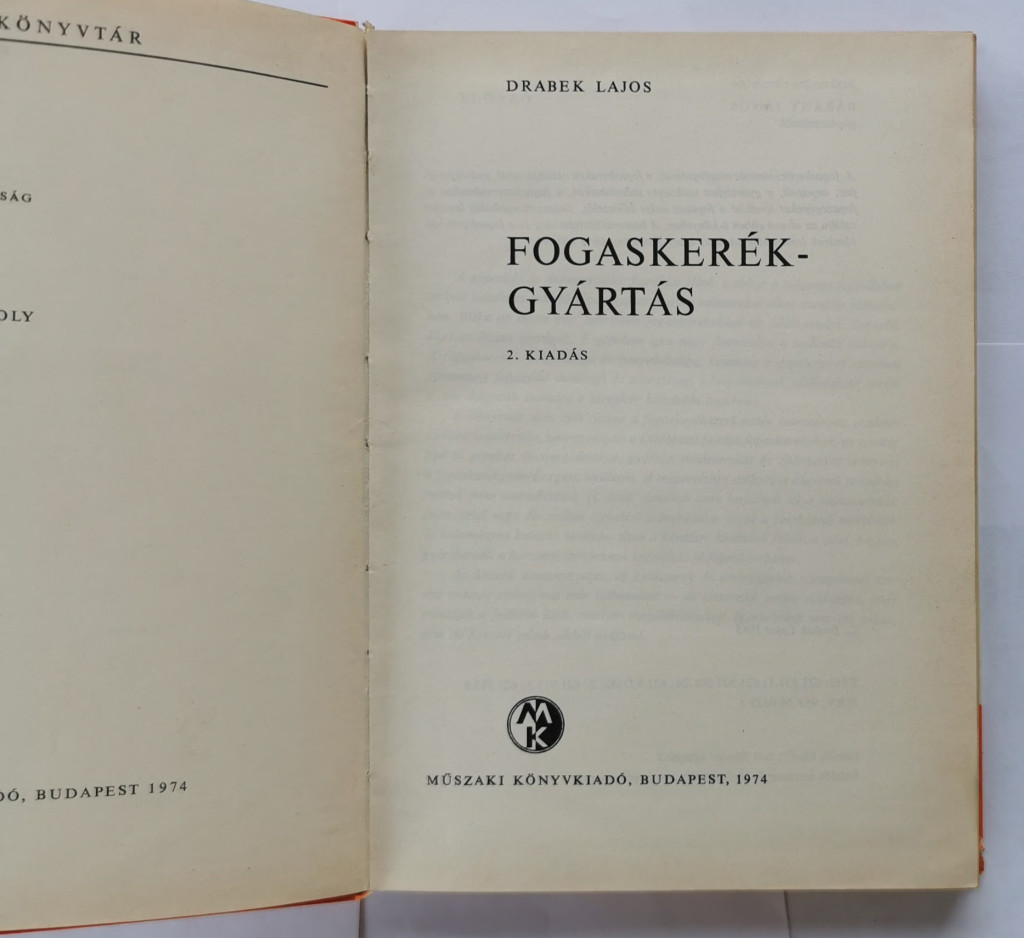 KÖNYVTÁR
SÁG
OLY
DÓ, BUDAPEST 1974
DRABEK LAJOS
FOGASKERÉK-
GYÁRTÁS
2. KIADÁS
MK
MŰSZAKI KÖNYVKIADÓ, BUDAPEST, 1974